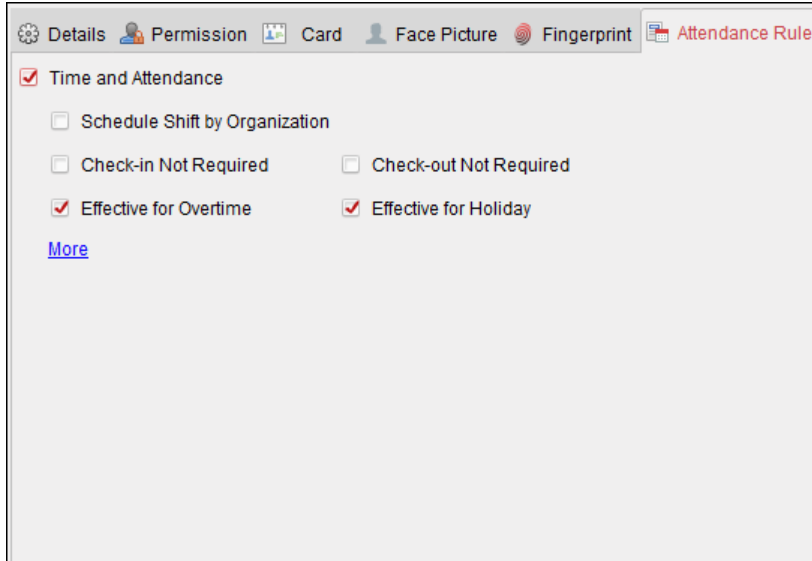 Details Permission Card Face Picture Fingerprint Attendance Rule
Time and Attendance
Schedule Shift by Organization
Check-in Not Required Check-out Not Required
Effective for Overtime Effective for Holiday
More